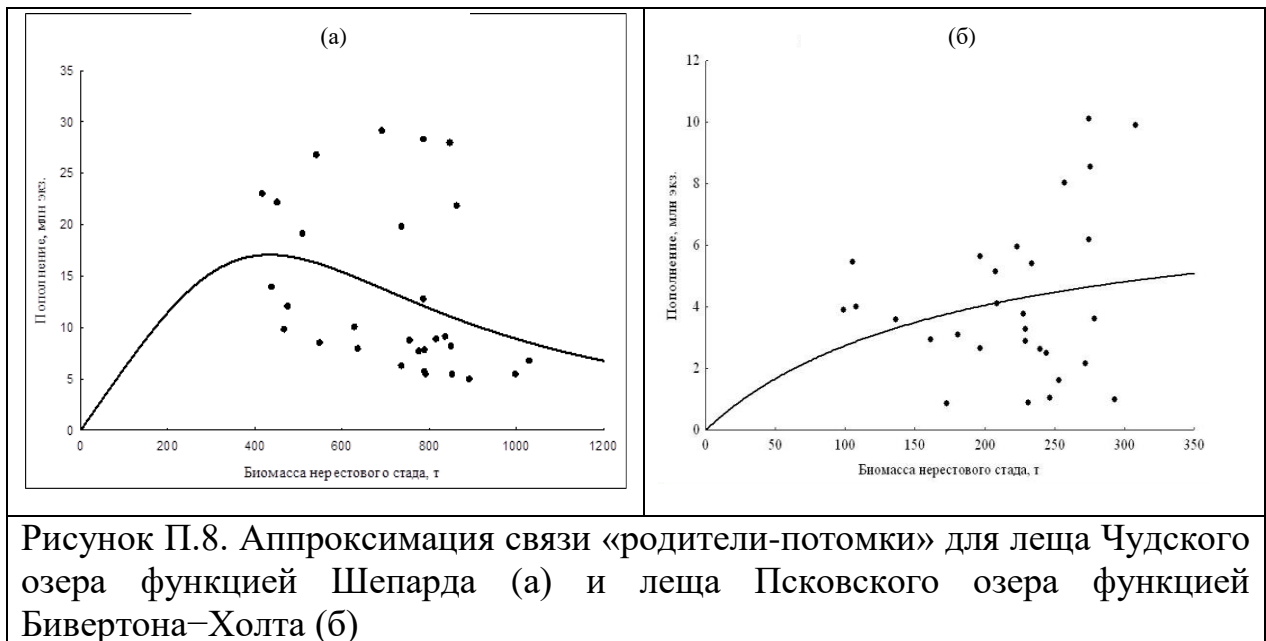 (а)
35
30
25
20
15
10
5
0
Пополнение, млн экз.
0 200 400 600 800 1000 1200
Биомасса нерестового стада, т
(б)
12
10
8
6
4
2
0
Пополнение, млн экз.
0 50 100 150 200 250 300 350
Биомасса нерестового стада, т
Рисунок П.8. Аппроксимация связи «родители-потомки» для леща Чудского
озера функцией Шепарда (а) и леща Псковского озера функцией
Бивертона−Холта (б)